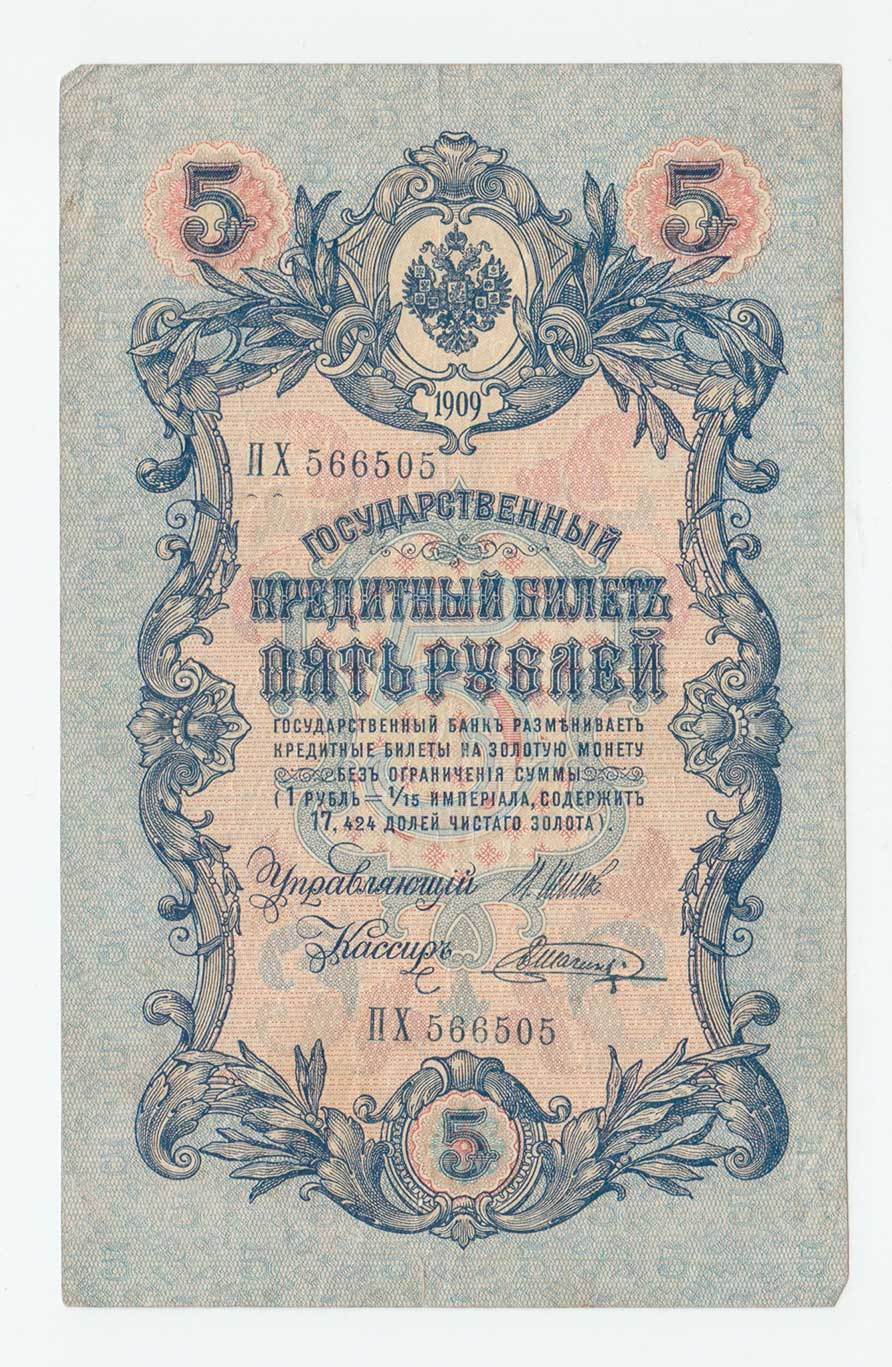 5 5
1909
ПХ 566505
ГОСУДАРСТВЕННЫЙ
КРЕДИТНЫЙ БИЛЕТЪ
ПЯТЬ РУБЛЕЙ
ГОСУДАРСТВЕННЫЙ БАНКЪ РАЗМѢНИВАЕТЪ
КРЕДИТНЫЕ БИЛЕТЫ НА ЗОЛОТУЮ МОНЕТУ
БЕЗЪ ОГРАНИЧЕНІЯ СУММЫ
(1 РУБЛЬ = 1/15 ИМПЕРІАЛА, СОДЕРЖИТЪ
17,424 ДОЛЕЙ ЧИСТАГО ЗОЛОТА).
Управляющій
Кассиръ
ПХ 566505
5